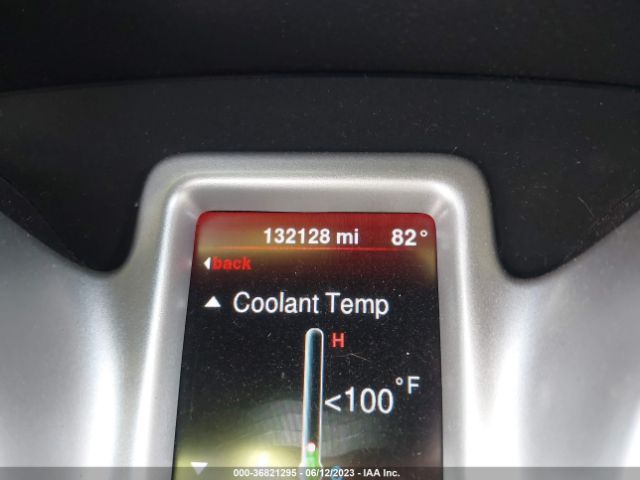 132128 mi 82°
back
Coolant Temp
H
<100°F
000-36821295 - 06/12/2023 - IAA Inc.